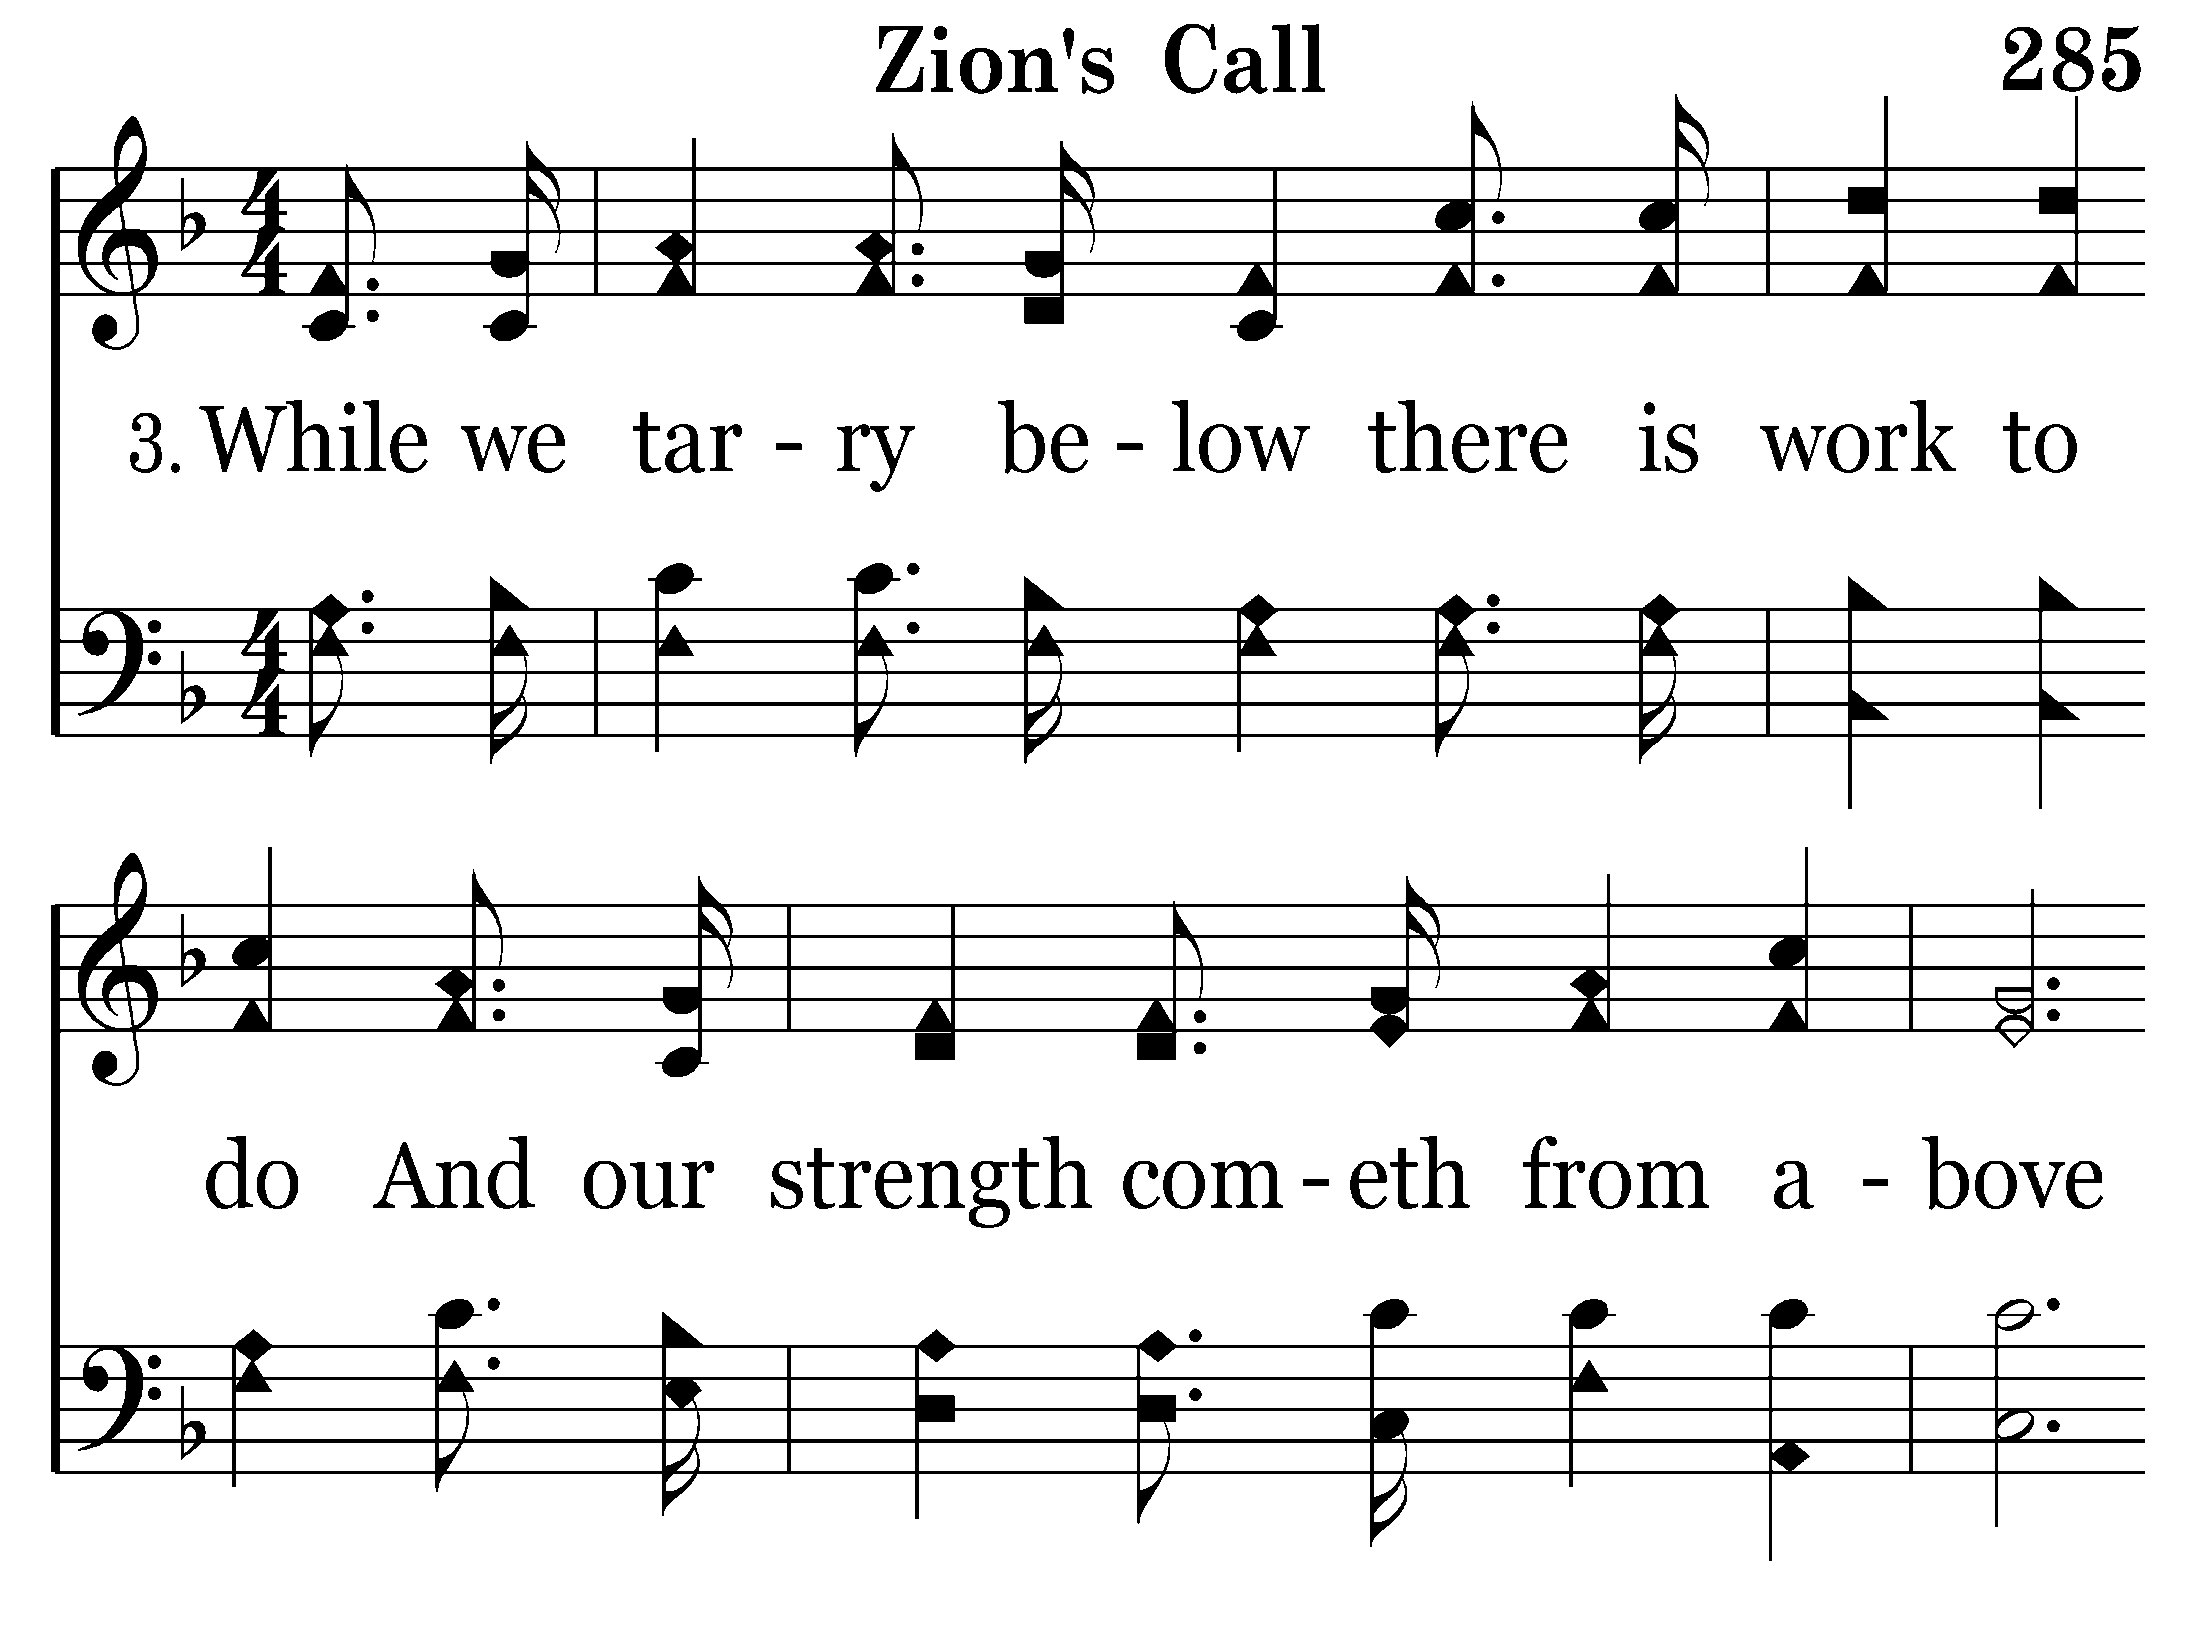 Zion's Call 285
3. While we tar - ry be - low there is work to
do And our strength com - eth from a - bove